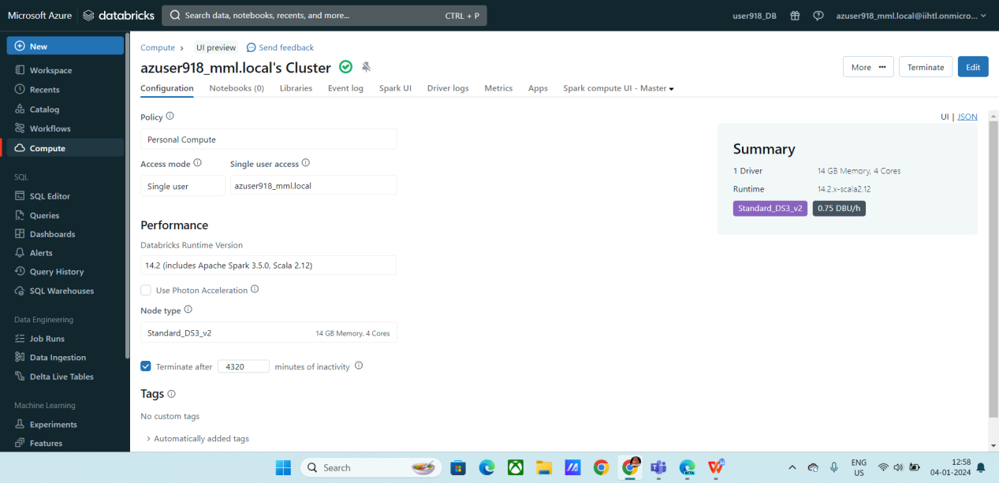 Microsoft Azure databricks Search data, notebooks, recents, and more... CTRL + P user918_DB azuser918_mml.local@iihtl.onmicro...
New
Workspace
Recents
Catalog
Workflows
Compute
SQL
SQL Editor
Queries
Dashboards
Alerts
Query History
SQL Warehouses
Data Engineering
Job Runs
Data Ingestion
Delta Live Tables
Machine Learning
Experiments
Features
Compute › UI preview Send feedback
azuser918_mml.local's Cluster
More ··· Terminate Edit
Configuration Notebooks (0) Libraries Event log Spark UI Driver logs Metrics Apps Spark compute UI - Master
UI | JSON
Policy
Personal Compute
Access mode Single user access
Single user azuser918_mml.local
Performance
Databricks Runtime Version
14.2 (includes Apache Spark 3.5.0, Scala 2.12)
Use Photon Acceleration
Node type
Standard_DS3_v2 14 GB Memory, 4 Cores
Terminate after 4320 minutes of inactivity
Tags
No custom tags
Automatically added tags
Summary
1 Driver 14 GB Memory, 4 Cores
Runtime 14.2.x-scala2.12
Standard_DS3_v2 0.75 DBU/h
Search
ENG
US
12:58
04-01-2024